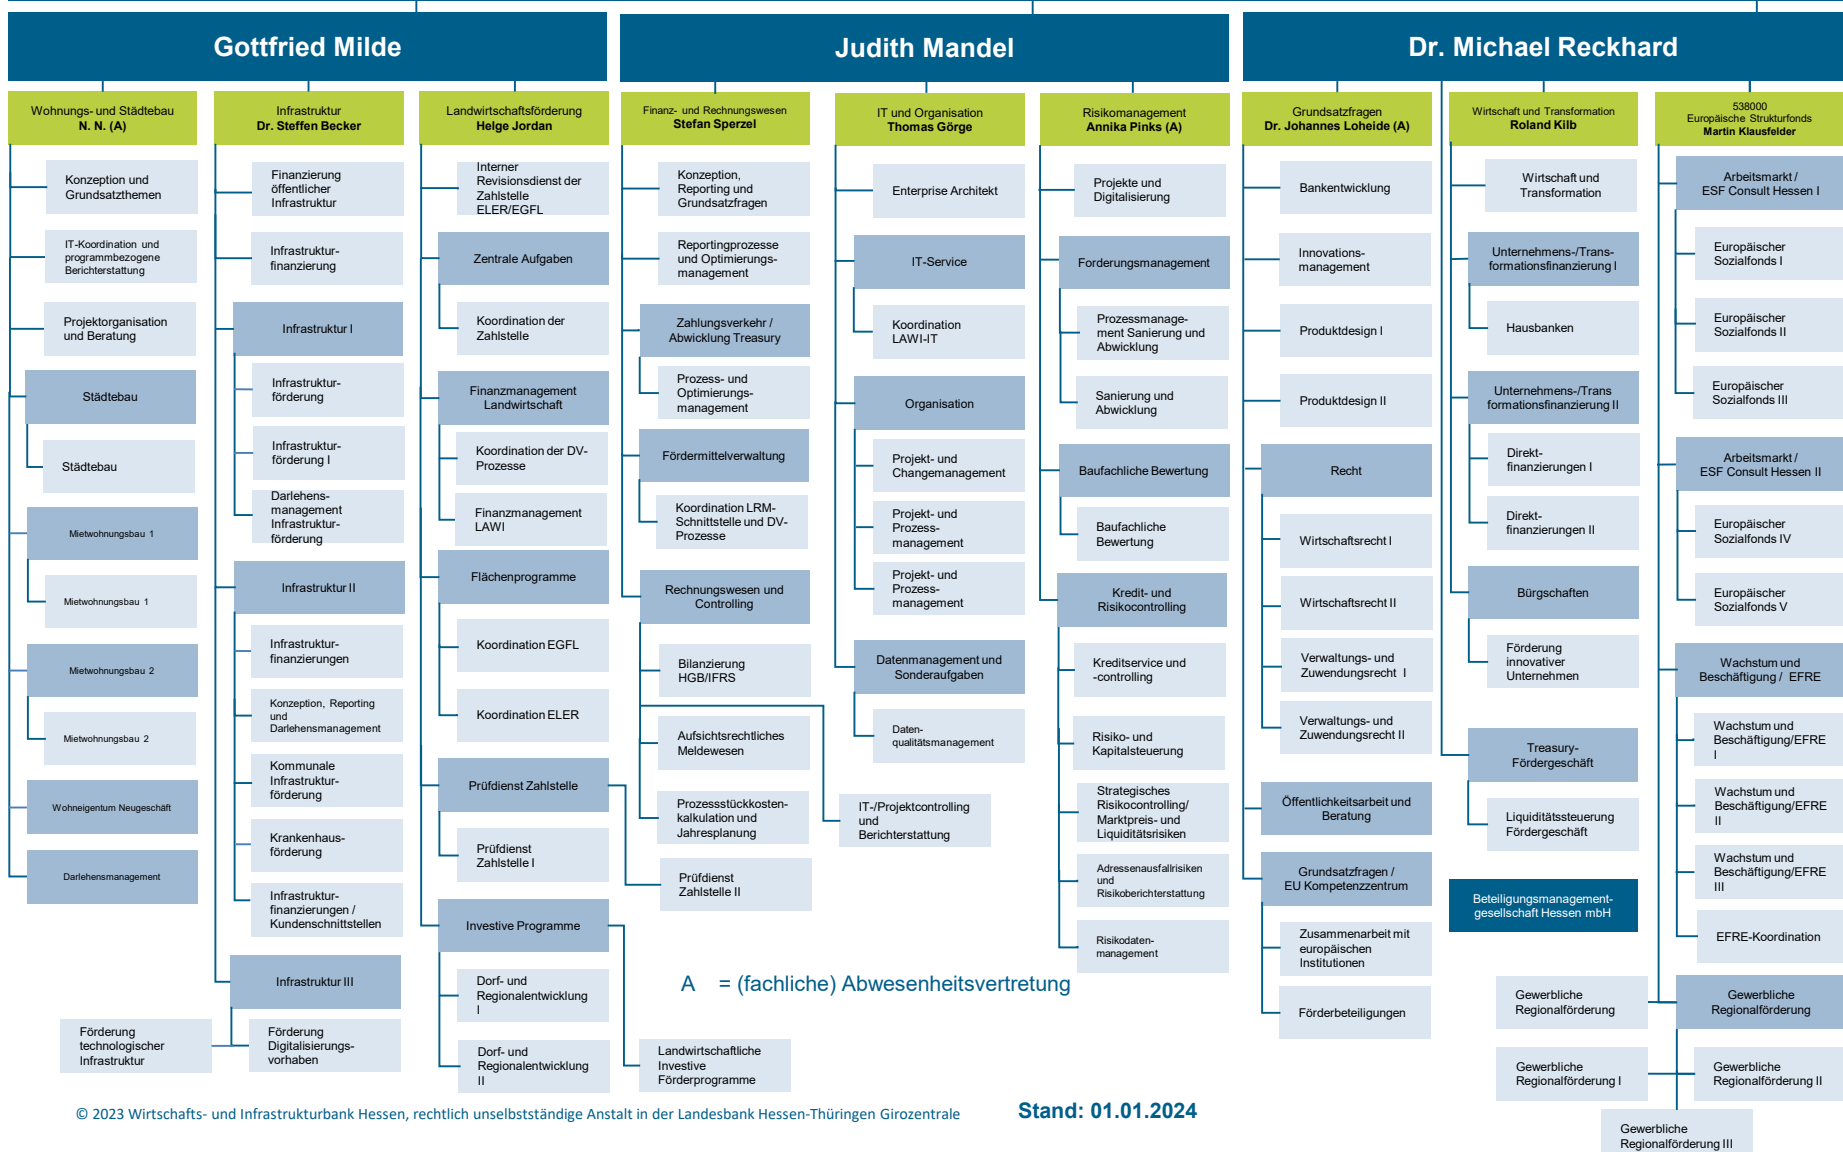 Gottfried Milde
Judith Mandel
Dr. Michael Reckhard
Wohnungs- und Städtebau
N. N. (A)
Konzeption und
Grundsatzthemen
IT-Koordination und
programmbezogene
Berichterstattung
Projektorganisation
und Beratung
Städtebau
Städtebau
Mietwohnungsbau 1
Mietwohnungsbau 1
Mietwohnungsbau 2
Mietwohnungsbau 2
Wohneigentum Neugeschäft
Darlehensmanagement
Infrastruktur
Dr. Steffen Becker
Finanzierung
öffentlicher
Infrastruktur
Infrastruktur-
finanzierung
Infrastruktur I
Infrastruktur-
förderung
Infrastruktur-
förderung I
Darlehens-
management
Infrastruktur-
förderung
Infrastruktur II
Infrastruktur-
finanzierungen
Konzeption, Reporting
und
Darlehensmanagement
Kommunale
Infrastruktur-
förderung
Krankenhaus-
förderung
Infrastruktur-
finanzierungen /
Kundenschnittstellen
Infrastruktur III
Förderung
technologischer
Infrastruktur
Förderung
Digitalisierungs-
vorhaben
Landwirtschaftsförderung
Helge Jordan
Interner
Revisionsdienst der
Zahlstelle
ELER/EGFL
Zentrale Aufgaben
Koordination der
Zahlstelle
Finanzmanagement
Landwirtschaft
Koordination der DV-
Prozesse
Finanzmanagement
LAWI
Flächenprogramme
Koordination EGFL
Koordination ELER
Prüfdienst Zahlstelle
Prüfdienst
Zahlstelle I
Prüfdienst
Zahlstelle II
Investive Programme
Dorf- und
Regionalentwicklung
I
Dorf- und
Regionalentwicklung
II
Landwirtschaftliche
Investive
Förderprogramme
Finanz- und Rechnungswesen
Stefan Sperzel
Konzeption,
Reporting und
Grundsatzfragen
Reportingprozesse
und Optimierungs-
management
Zahlungsverkehr /
Abwicklung Treasury
Prozess- und
Optimierungs-
management
Fördermittelverwaltung
Koordination LRM-
Schnittstelle und DV-
Prozesse
Rechnungswesen und
Controlling
Bilanzierung
HGB/IFRS
Aufsichtsrechtliches
Meldewesen
Prozessstückkosten-
kalkulation und
Jahresplanung
IT-/Projektcontrolling
und
Berichterstattung
IT und Organisation
Thomas Görge
Enterprise Architekt
IT-Service
Koordination
LAWI-IT
Organisation
Projekt- und
Changemanagement
Projekt- und
Prozess-
management
Projekt- und
Prozess-
management
Datenmanagement und
Sonderaufgaben
Daten-
qualitätsmanagement
Risikomanagement
Annika Pinks (A)
Projekte und
Digitalisierung
Forderungsmanagement
Prozessmanage-
ment Sanierung und
Abwicklung
Sanierung und
Abwicklung
Baufachliche Bewertung
Baufachliche
Bewertung
Kredit- und
Risikocontrolling
Kreditservice und
-controlling
Risiko- und
Kapitalsteuerung
Strategisches
Risikocontrolling/
Marktpreis- und
Liquiditätsrisiken
Adressenausfallrisiken
und
Risikoberichterstattung
Risikodaten-
management
Grundsatzfragen
Dr. Johannes Loheide (A)
Bankentwicklung
Innovations-
management
Produktdesign I
Produktdesign II
Recht
Wirtschaftsrecht I
Wirtschaftsrecht II
Verwaltungs- und
Zuwendungsrecht I
Verwaltungs- und
Zuwendungsrecht II
Öffentlichkeitsarbeit und
Beratung
Grundsatzfragen /
EU Kompetenzzentrum
Zusammenarbeit mit
europäischen
Institutionen
Förderbeteiligungen
Wirtschaft und Transformation
Roland Kilb
Wirtschaft und
Transformation
Unternehmens-/Trans-
formationsfinanzierung I
Hausbanken
Unternehmens-/Trans
formationsfinanzierung II
Direkt-
finanzierungen I
Direkt-
finanzierungen II
Bürgschaften
Förderung
innovativer
Unternehmen
Treasury-
Fördergeschäft
Liquiditätssteuerung
Fördergeschäft
Beteiligungsmanagement-
gesellschaft Hessen mbH
538000
Europäische Strukturfonds
Martin Klausfelder
Arbeitsmarkt /
ESF Consult Hessen I
Europäischer
Sozialfonds I
Europäischer
Sozialfonds II
Europäischer
Sozialfonds III
Arbeitsmarkt /
ESF Consult Hessen II
Europäischer
Sozialfonds IV
Europäischer
Sozialfonds V
Wachstum und
Beschäftigung / EFRE
Wachstum und
Beschäftigung/EFRE
I
Wachstum und
Beschäftigung/EFRE
II
Wachstum und
Beschäftigung/EFRE
III
EFRE-Koordination
Gewerbliche
Regionalförderung
Gewerbliche
Regionalförderung
Gewerbliche
Regionalförderung I
Gewerbliche
Regionalförderung II
Gewerbliche
Regionalförderung III
A = (fachliche) Abwesenheitsvertretung
© 2023 Wirtschafts- und Infrastrukturbank Hessen, rechtlich unselbstständige Anstalt in der Landesbank Hessen-Thüringen Girozentrale
Stand: 01.01.2024